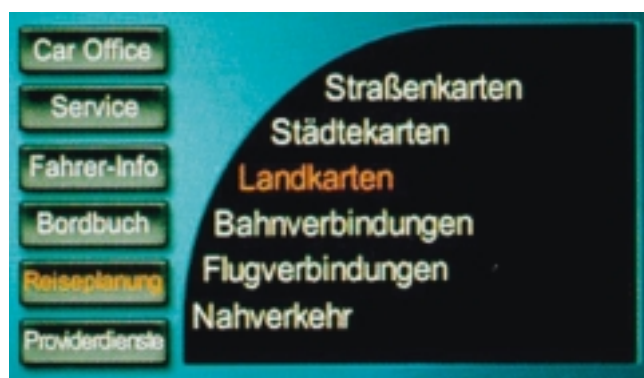 Car Office
Service
Fahrer-Info
Bordbuch
Reiseplanung
Providerdienste
Straßenkarten
Städtekarten
Landkarten
Bahnverbindungen
Flugverbindungen
Nahverkehr